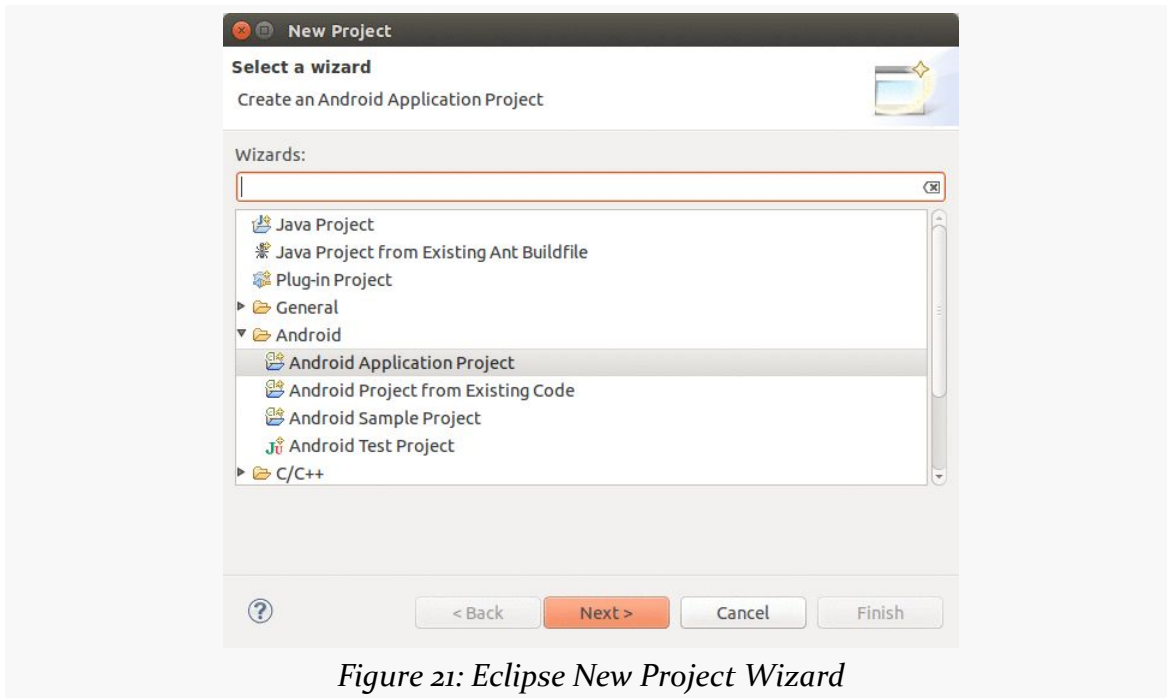 New Project
Select a wizard
Create an Android Application Project
Wizards:
Java Project
Java Project from Existing Ant Buildfile
Plug-in Project
General
Android
Android Application Project
Android Project from Existing Code
Android Sample Project
Android Test Project
C/C++
< Back Next > Cancel Finish
Figure 21: Eclipse New Project Wizard